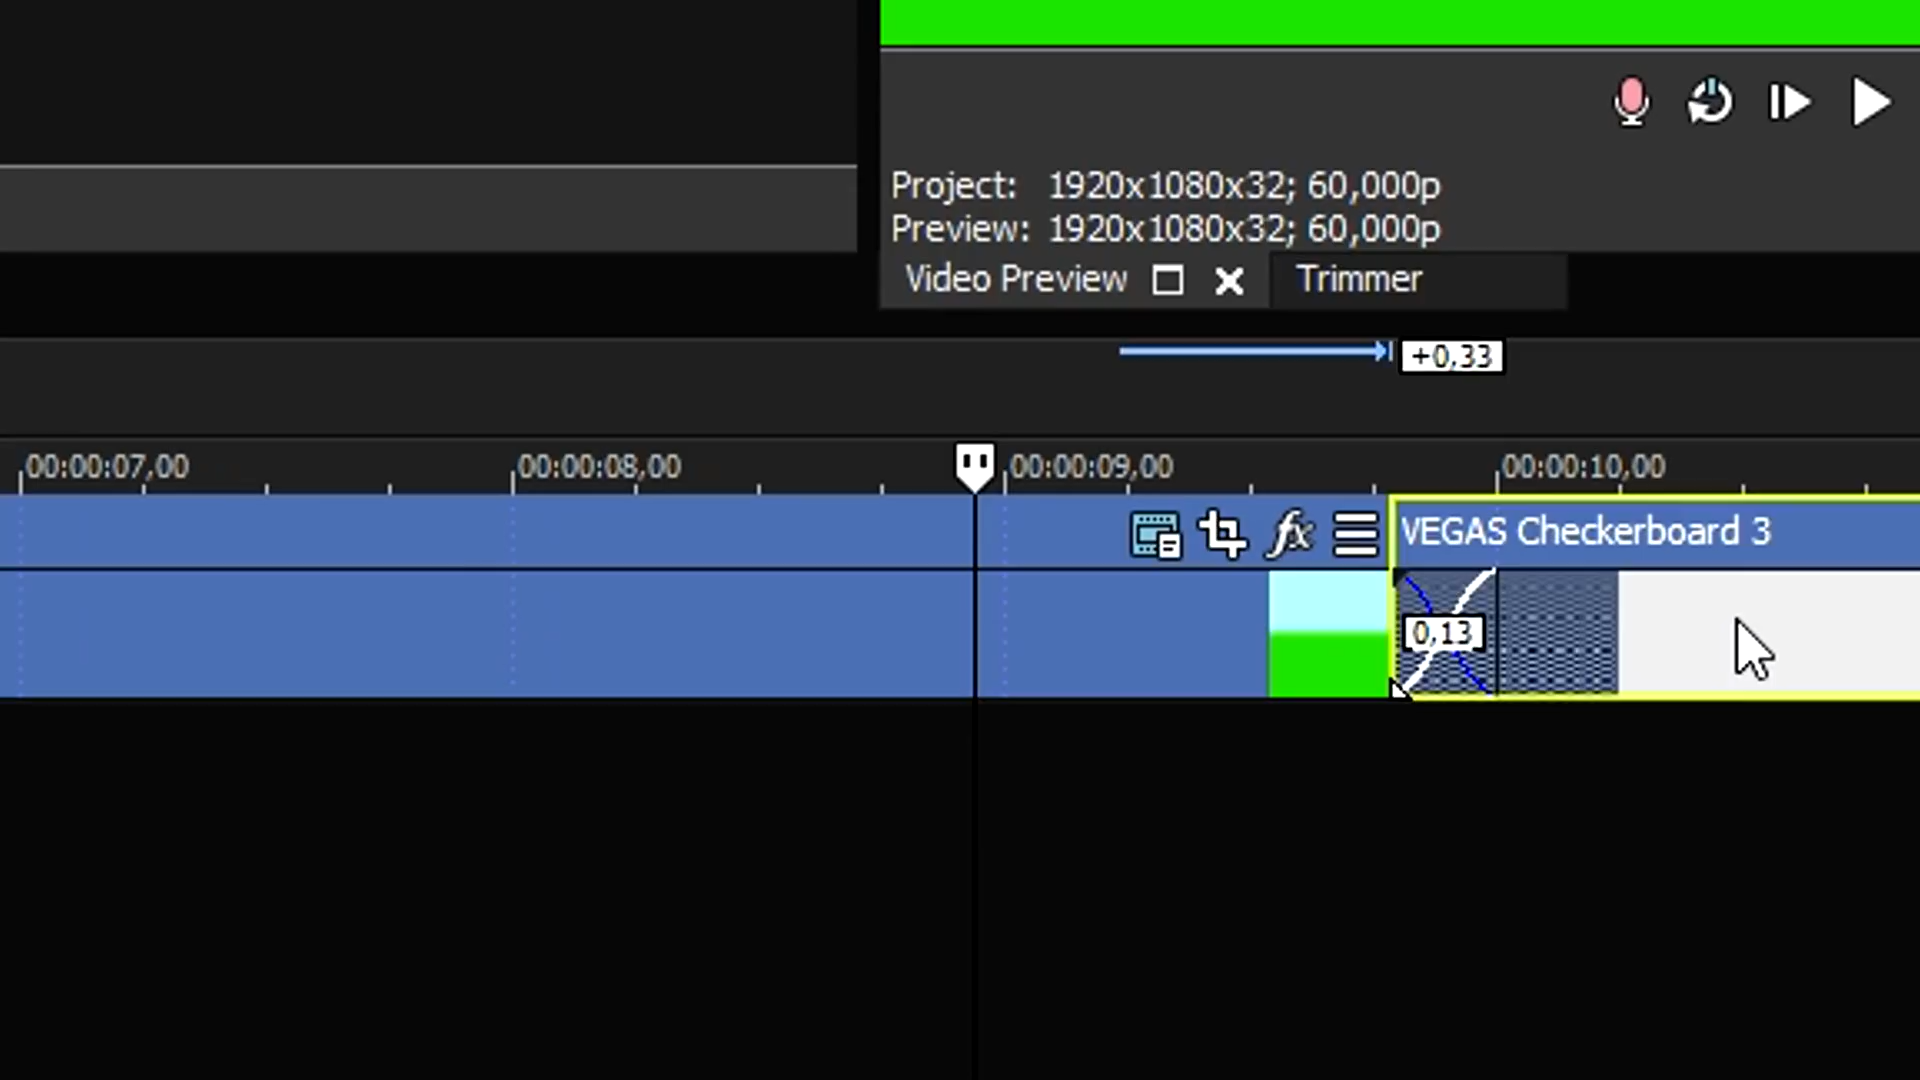 Project: 1920x1080x32; 60,000p
Preview: 1920x1080x32; 60,000p
Video Preview
Trimmer
+0,33
00:00:07,00
00:00:08,00
00:00:09,00
00:00:10,00
fx
VEGAS Checkerboard 3
0,13